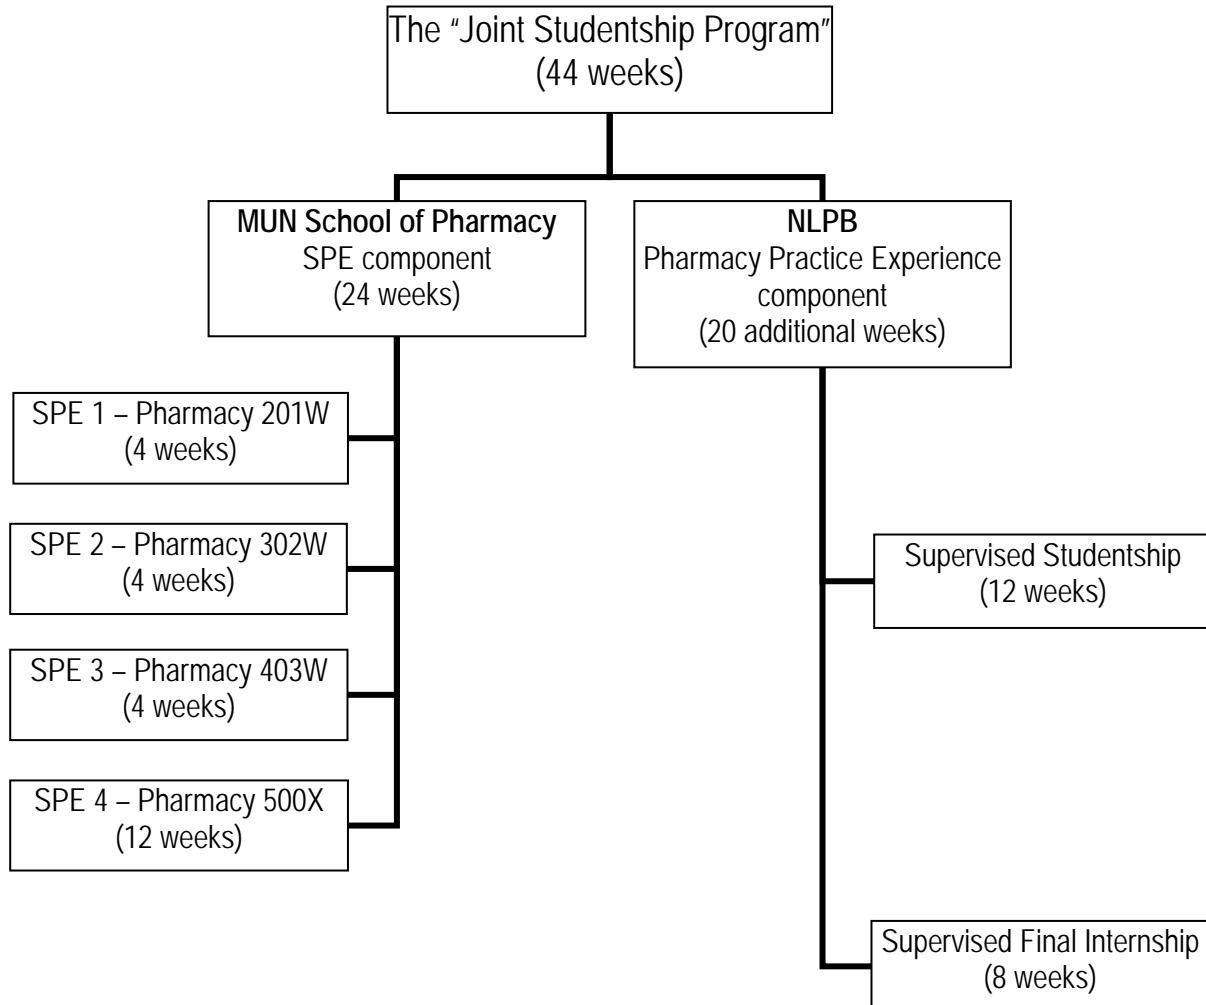 The “Joint Studentship Program”
(44 weeks)
MUN School of Pharmacy
SPE component
(24 weeks)
NLPB
Pharmacy Practice Experience
component
(20 additional weeks)
SPE 1 – Pharmacy 201W
(4 weeks)
SPE 2 – Pharmacy 302W
(4 weeks)
SPE 3 – Pharmacy 403W
(4 weeks)
SPE 4 – Pharmacy 500X
(12 weeks)
Supervised Studentship
(12 weeks)
Supervised Final Internship
(8 weeks)